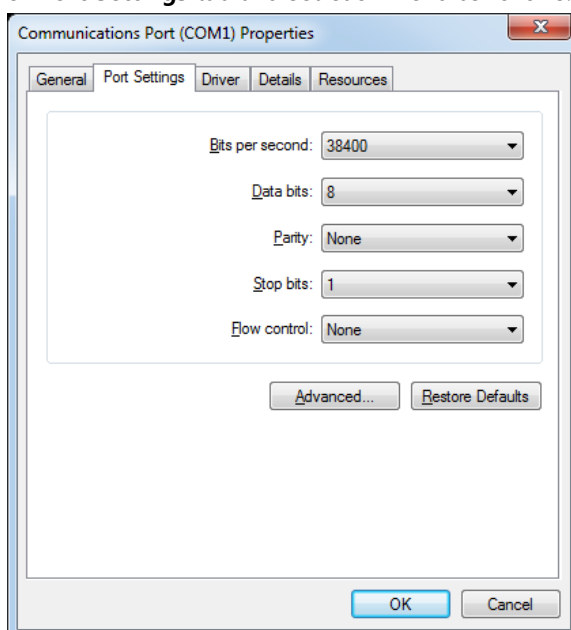 Communications Port (COM1) Properties
General Port Settings Driver Details Resources
Bits per second: 38400
Data bits: 8
Parity: None
Stop bits: 1
Flow control: None
Advanced... Restore Defaults
OK Cancel